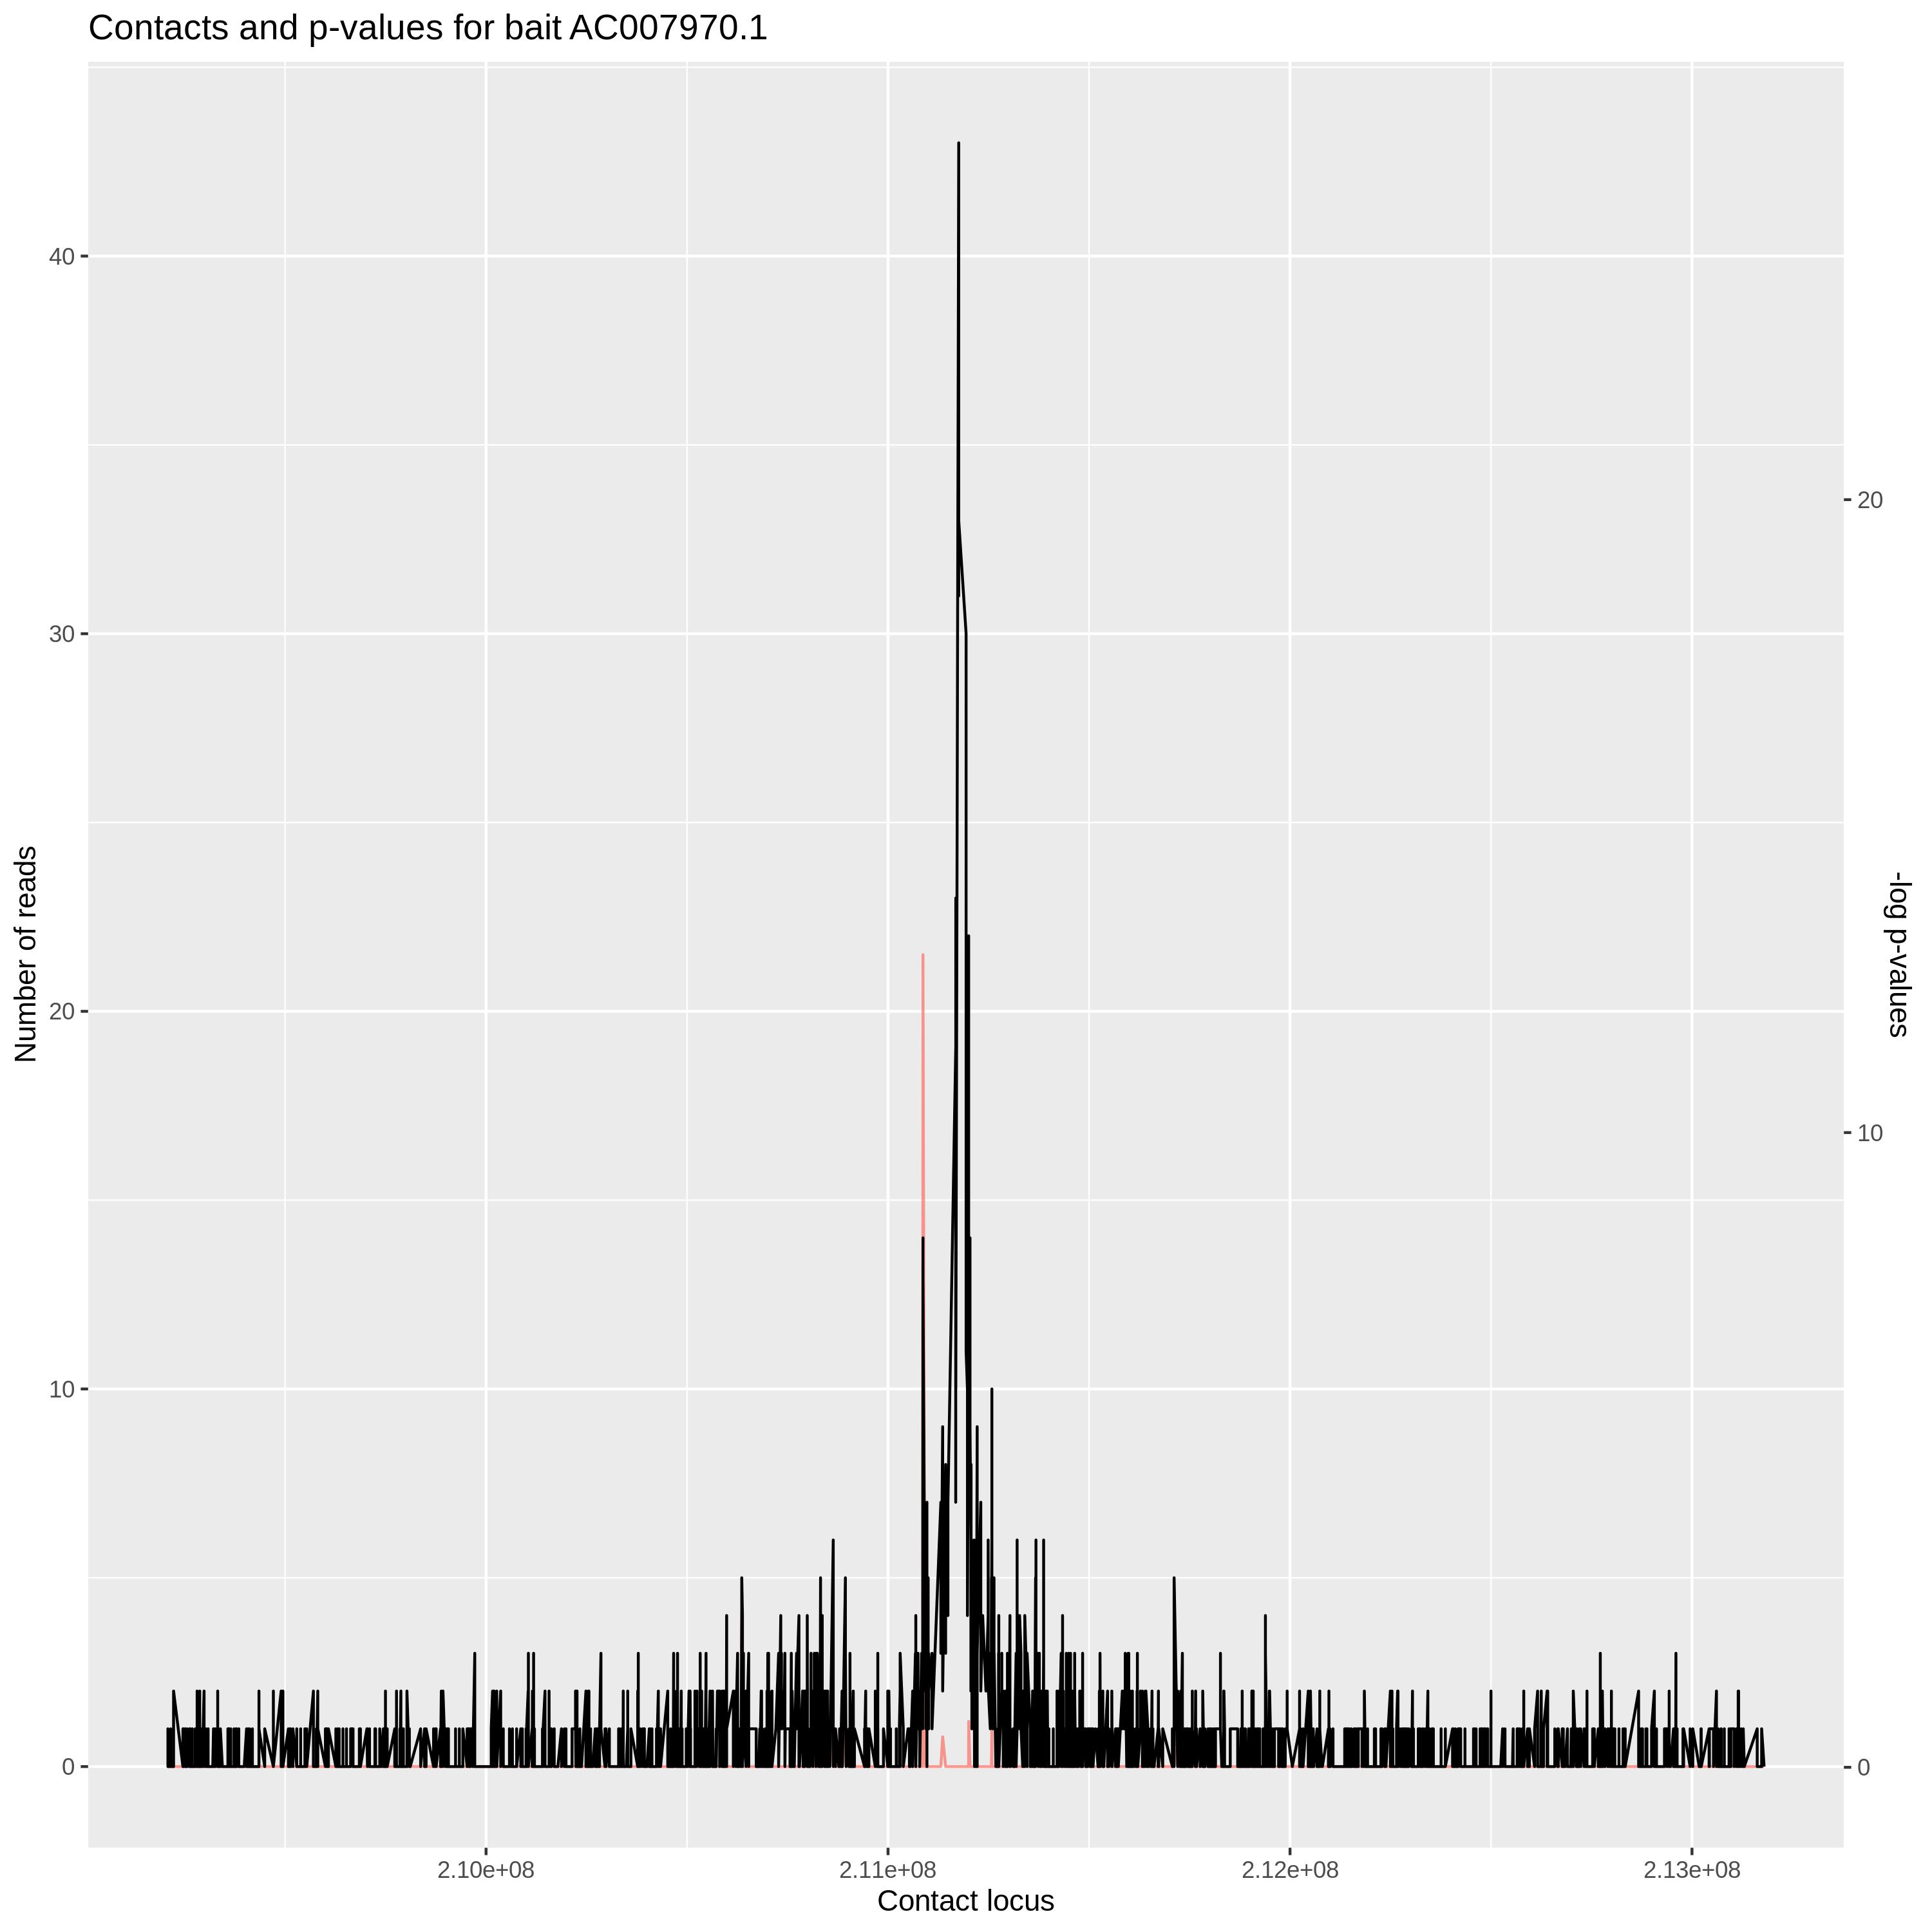 Contacts and p-values for bait AC007970.1
40
30
20
10
0
Number of reads
20
10
0
-log p-values
2.10e+08
2.11e+08
2.12e+08
2.13e+08
Contact locus